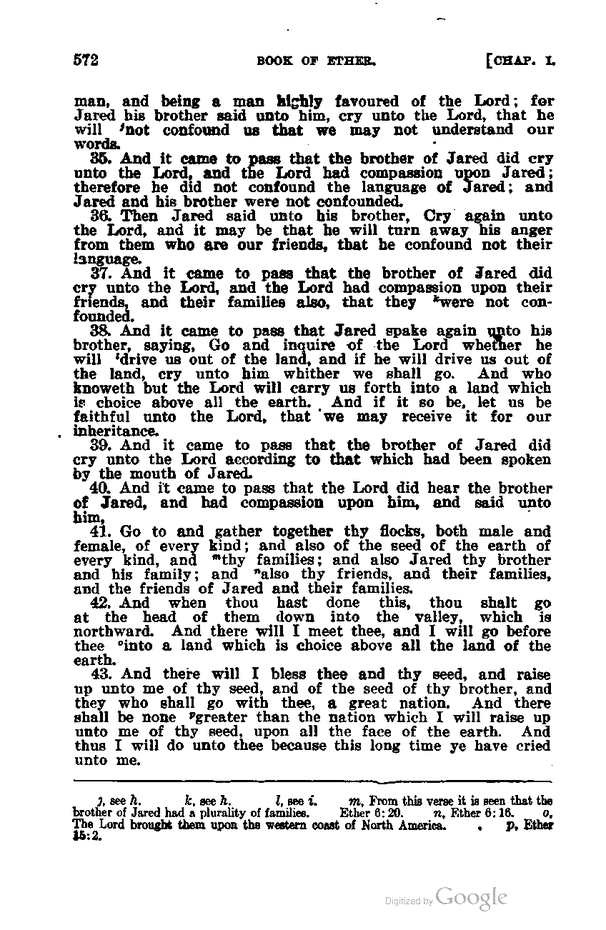 572 BOOK OF ETHER. [CHAP. I.
man, and being a man highly favoured of the Lord; for
Jared his brother said unto him, cry unto the Lord, that he
will ʲnot confound us that we may not understand our
words.
35. And it came to pass that the brother of Jared did cry
unto the Lord, and the Lord had compassion upon Jared;
therefore he did not confound the language of Jared; and
Jared and his brother were not confounded.
36. Then Jared said unto his brother, Cry again unto
the Lord, and it may be that he will turn away his anger
from them who are our friends, that he confound not their
language.
37. And it came to pass that the brother of Jared did
cry unto the Lord, and the Lord had compassion upon their
friends, and their families also, that they ᵏwere not con-
founded.
38. And it came to pass that Jared spake again unto his
brother, saying, Go and inquire of the Lord whether he
will ˡdrive us out of the land, and if he will drive us out of
the land, cry unto him whither we shall go. And who
knoweth but the Lord will carry us forth into a land which
is choice above all the earth. And if it so be, let us be
faithful unto the Lord, that we may receive it for our
inheritance.
39. And it came to pass that the brother of Jared did
cry unto the Lord according to that which had been spoken
by the mouth of Jared.
40. And it came to pass that the Lord did hear the brother
of Jared, and had compassion upon him, and said unto
him,
41. Go to and gather together thy flocks, both male and
female, of every kind; and also of the seed of the earth of
every kind, and ᵐthy families; and also Jared thy brother
and his family; and ⁿalso thy friends, and their families,
and the friends of Jared and their families.
42. And when thou hast done this, thou shalt go
at the head of them down into the valley, which is
northward. And there will I meet thee, and I will go before
thee ᵒinto a land which is choice above all the land of the
earth.
43. And there will I bless thee and thy seed, and raise
up unto me of thy seed, and of the seed of thy brother, and
they who shall go with thee, a great nation. And there
shall be none ᵖgreater than the nation which I will raise up
unto me of thy seed, upon all the face of the earth. And
thus I will do unto thee because this long time ye have cried
unto me.
j, see h. k, see h. l, see i. m, From this verse it is seen that the
brother of Jared had a plurality of families. Ether 6:20. n, Ether 6:16. o,
The Lord brought them upon the western coast of North America. p, Ether
15:2.
Digitized by Google